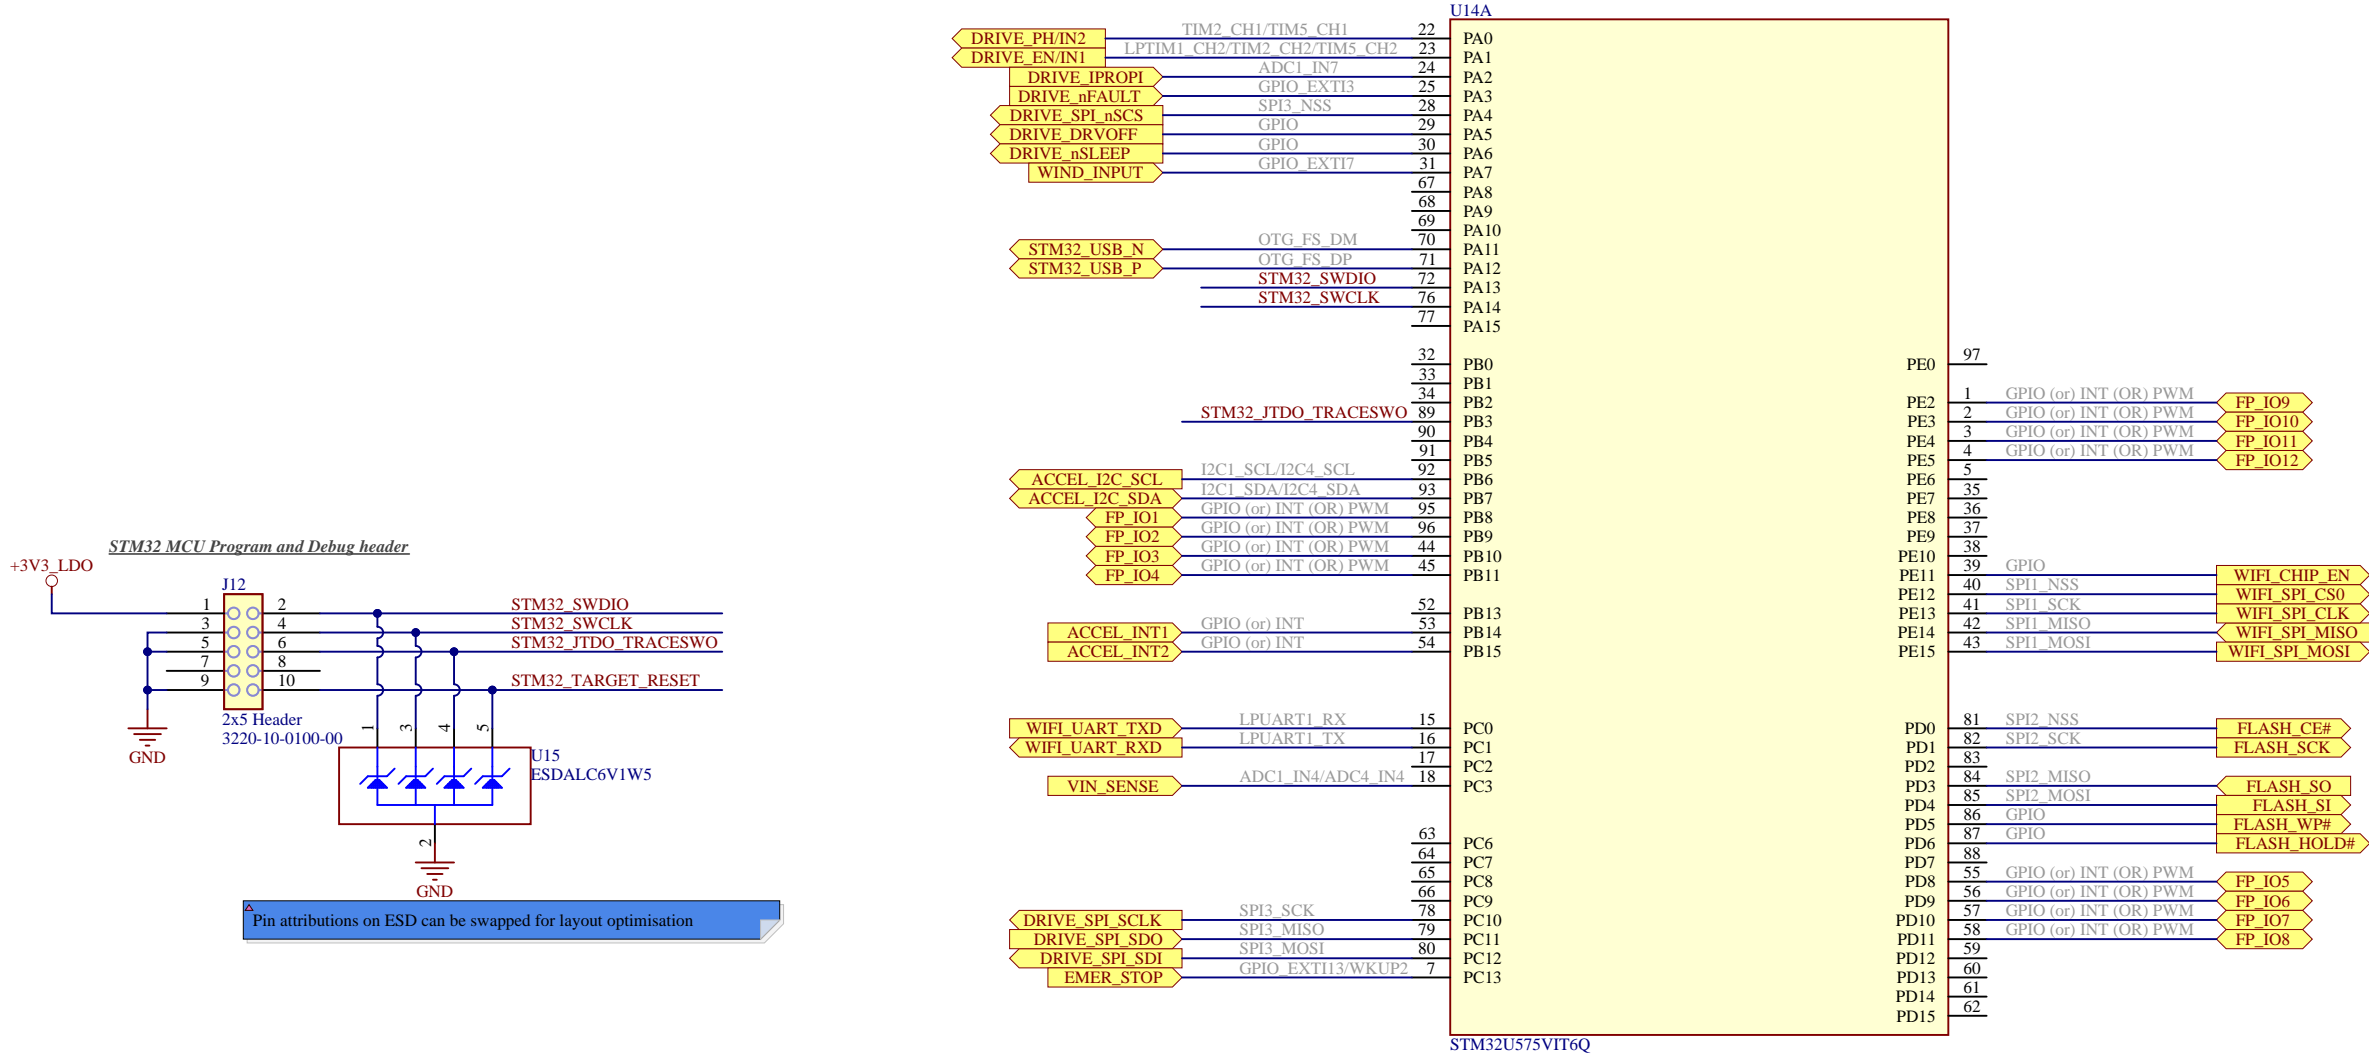 U14A
DRIVE_PH/IN2 TIM2_CH1/TIM5_CH1 22 PA0
DRIVE_EN/IN1 LPTIM1_CH2/TIM2_CH2/TIM5_CH2 23 PA1
DRIVE_IPROPI ADC1_IN7 24 PA2
DRIVE_nFAULT GPIO_EXTI3 25 PA3
DRIVE_SPI_nSCS SPI3_NSS 28 PA4
DRIVE_DRVOFF GPIO 29 PA5
DRIVE_nSLEEP GPIO 30 PA6
WIND_INPUT GPIO_EXTI7 31 PA7
67 PA8
68 PA9
69 PA10
STM32_USB_N OTG_FS_DM 70 PA11
STM32_USB_P OTG_FS_DP 71 PA12
STM32_SWDIO 72 PA13
STM32_SWCLK 76 PA14
77 PA15
32 PB0
33 PB1
34 PB2
STM32_JTDO_TRACESWO 89 PB3
90 PB4
91 PB5
ACCEL_I2C_SCL I2C1_SCL/I2C4_SCL 92 PB6
ACCEL_I2C_SDA I2C1_SDA/I2C4_SDA 93 PB7
FP_IO1 GPIO (or) INT (OR) PWM 95 PB8
FP_IO2 GPIO (or) INT (OR) PWM 96 PB9
FP_IO3 GPIO (or) INT (OR) PWM 44 PB10
FP_IO4 GPIO (or) INT (OR) PWM 45 PB11
52 PB13
ACCEL_INT1 GPIO (or) INT 53 PB14
ACCEL_INT2 GPIO (or) INT 54 PB15
WIFI_UART_TXD LPUART1_RX 15 PC0
WIFI_UART_RXD LPUART1_TX 16 PC1
17 PC2
VIN_SENSE ADC1_IN4/ADC4_IN4 18 PC3
63 PC6
64 PC7
65 PC8
66 PC9
DRIVE_SPI_SCLK SPI3_SCK 78 PC10
DRIVE_SPI_SDO SPI3_MISO 79 PC11
DRIVE_SPI_SDI SPI3_MOSI 80 PC12
EMER_STOP GPIO_EXTI13/WKUP2 7 PC13
PE0 97
PE2 1 GPIO (or) INT (OR) PWM FP_IO9
PE3 2 GPIO (or) INT (OR) PWM FP_IO10
PE4 3 GPIO (or) INT (OR) PWM FP_IO11
PE5 4 GPIO (or) INT (OR) PWM FP_IO12
PE6 5
PE7 35
PE8 36
PE9 37
PE10 38
PE11 39 GPIO WIFI_CHIP_EN
PE12 40 SPI1_NSS WIFI_SPI_CS0
PE13 41 SPI1_SCK WIFI_SPI_CLK
PE14 42 SPI1_MISO WIFI_SPI_MISO
PE15 43 SPI1_MOSI WIFI_SPI_MOSI
PD0 81 SPI2_NSS FLASH_CE#
PD1 82 SPI2_SCK FLASH_SCK
PD2 83
PD3 84 SPI2_MISO FLASH_SO
PD4 85 SPI2_MOSI FLASH_SI
PD5 86 GPIO FLASH_WP#
PD6 87 GPIO FLASH_HOLD#
PD7 88
PD8 55 GPIO (or) INT (OR) PWM FP_IO5
PD9 56 GPIO (or) INT (OR) PWM FP_IO6
PD10 57 GPIO (or) INT (OR) PWM FP_IO7
PD11 58 GPIO (or) INT (OR) PWM FP_IO8
PD12 59
PD13 60
PD14 61
PD15 62
STM32U575VIT6Q
STM32 MCU Program and Debug header
+3V3_LDO
J12
1 2 STM32_SWDIO
3 4 STM32_SWCLK
5 6 STM32_JTDO_TRACESWO
7 8
9 10 STM32_TARGET_RESET
2x5 Header
3220-10-0100-00
GND
1 3 4 5
U15
ESDALC6V1W5
2
GND
Pin attributions on ESD can be swapped for layout optimisation